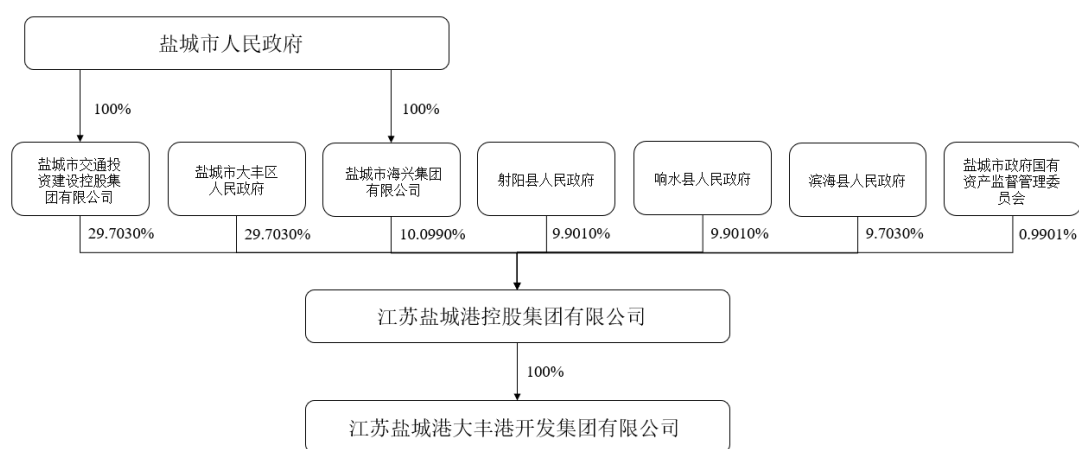 盐城市人民政府
100%
100%
盐城市交通投
资建设控股集
团有限公司
盐城市大丰区
人民政府
盐城市海兴集团
有限公司
射阳县人民政府
响水县人民政府
滨海县人民政府
盐城市政府国有
资产监督管理委
员会
29.7030%
29.7030%
10.0990%
9.9010%
9.9010%
9.7030%
0.9901%
江苏盐城港控股集团有限公司
100%
江苏盐城港大丰港开发集团有限公司